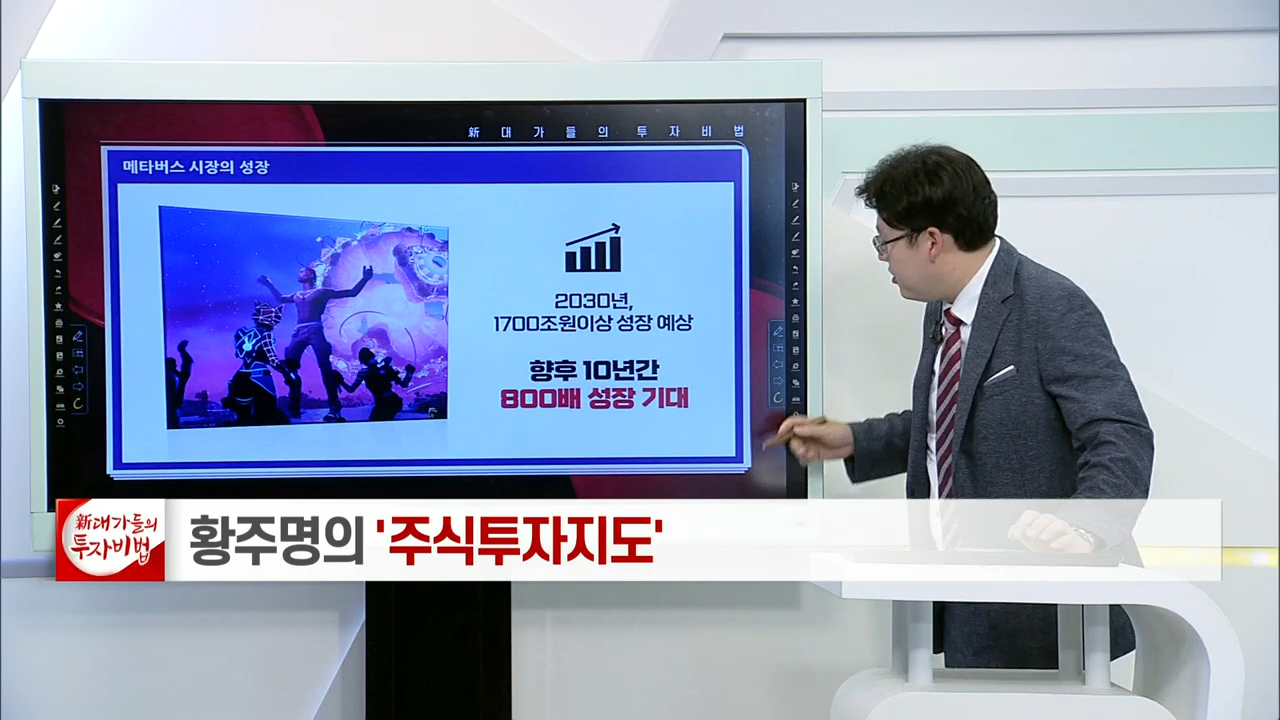 新대가들의투자비법
메타버스 시장의 성장
2030년,
1700조원이상 성장 예상
향후 10년간
800배 성장 기대
新대가들의
투자비법
황주명의 '주식투자지도'